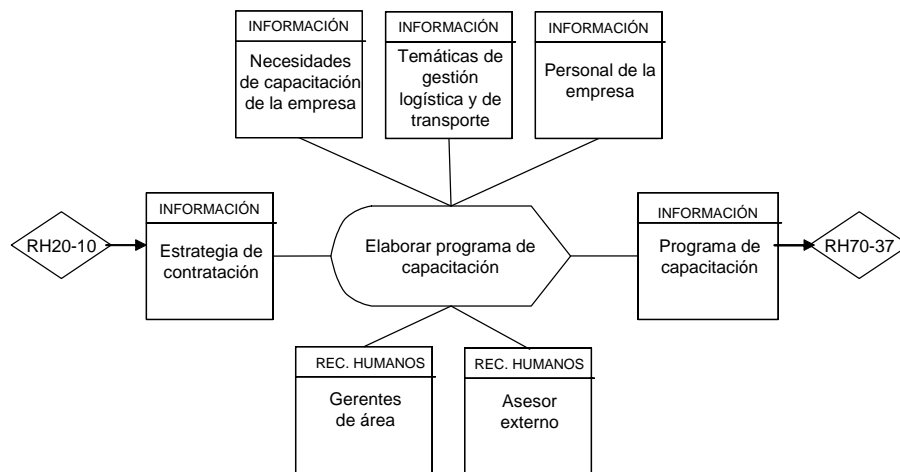 INFORMACIÓN
Necesidades
de capacitación
de la empresa
INFORMACIÓN
Temáticas de
gestión
logística y de
transporte
INFORMACIÓN
Personal de la
empresa
RH20-10
INFORMACIÓN
Estrategia de
contratación
Elaborar programa de
capacitación
INFORMACIÓN
Programa de
capacitación
RH70-37
REC. HUMANOS
Gerentes
de área
REC. HUMANOS
Asesor
externo